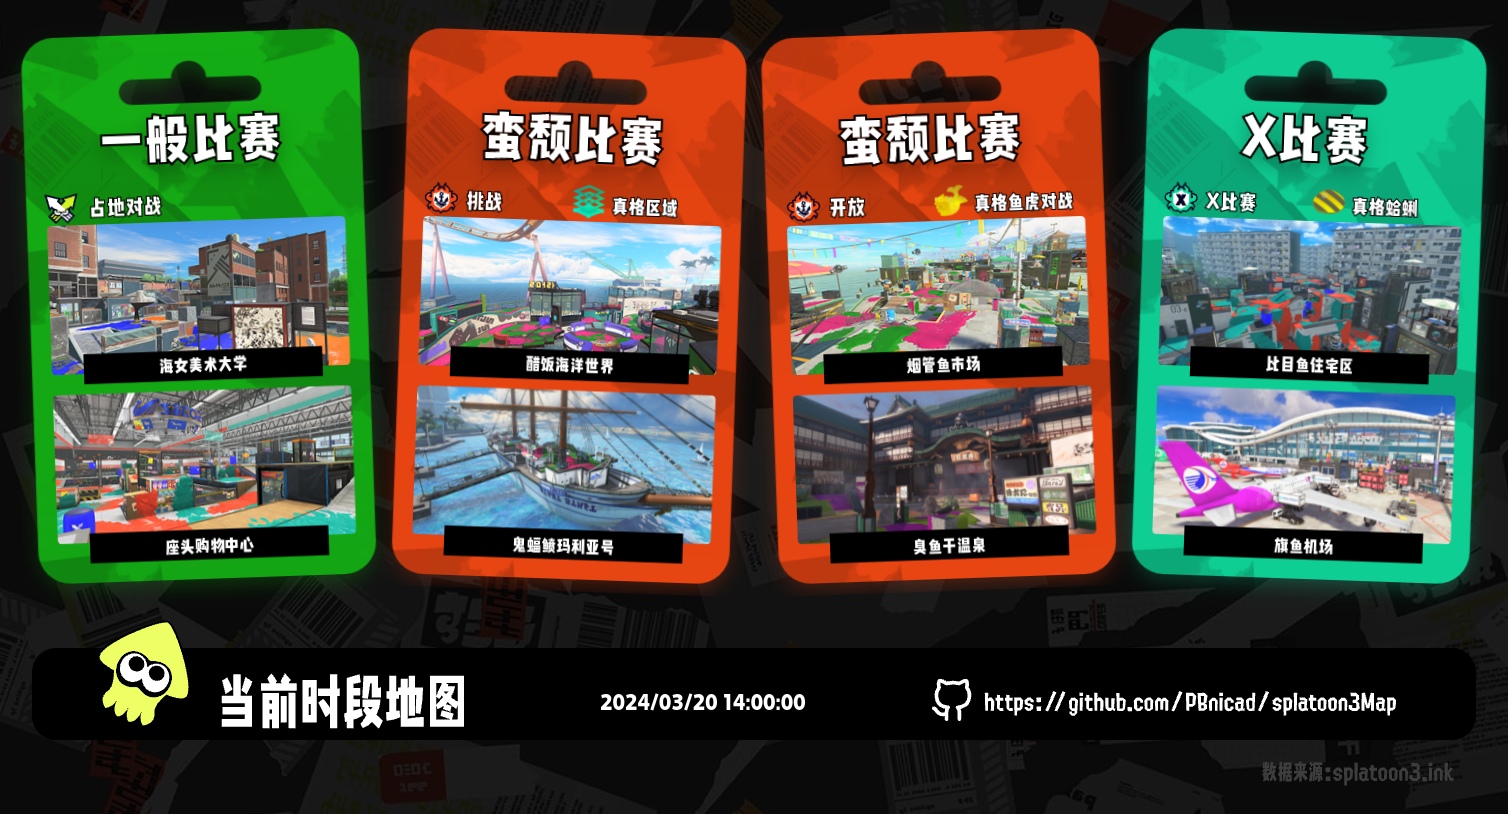 一般比赛
占地对战
海女美术大学
座头购物中心
蛮颓比赛
挑战
真格区域
醋饭海洋世界
鬼蝠鲼玛利亚号
蛮颓比赛
开放
真格鱼虎对战
烟管鱼市场
臭鱼干温泉
X比赛
X比赛
真格蛤蜊
比目鱼住宅区
旗鱼机场
当前时段地图
2024/03/20 14:00:00
https://github.com/PBnicad/splatoon3Map
数据来源:splatoon3.ink